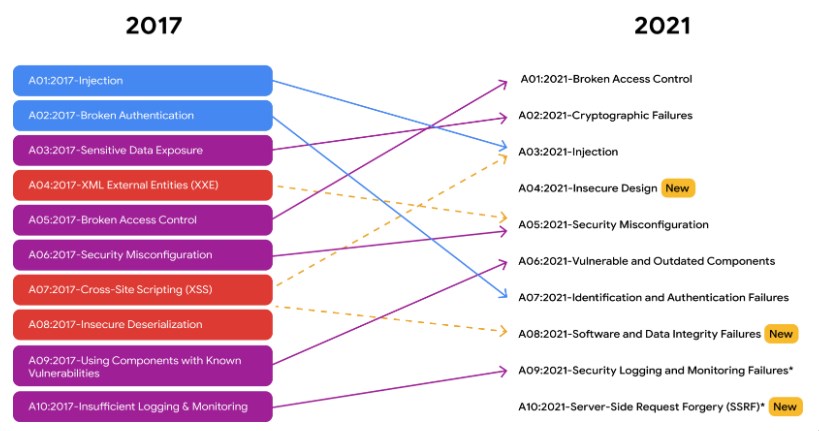 2017
2021
A01:2017-Injection
A02:2017-Broken Authentication
A03:2017-Sensitive Data Exposure
A04:2017-XML External Entities (XXE)
A05:2017-Broken Access Control
A06:2017-Security Misconfiguration
A07:2017-Cross-Site Scripting (XSS)
A08:2017-Insecure Deserialization
A09:2017-Using Components with Known
Vulnerabilities
A10:2017-Insufficient Logging & Monitoring
A01:2021-Broken Access Control
A02:2021-Cryptographic Failures
A03:2021-Injection
A04:2021-Insecure Design New
A05:2021-Security Misconfiguration
A06:2021-Vulnerable and Outdated Components
A07:2021-Identification and Authentication Failures
A08:2021-Software and Data Integrity Failures New
A09:2021-Security Logging and Monitoring Failures*
A10:2021-Server-Side Request Forgery (SSRF)* New